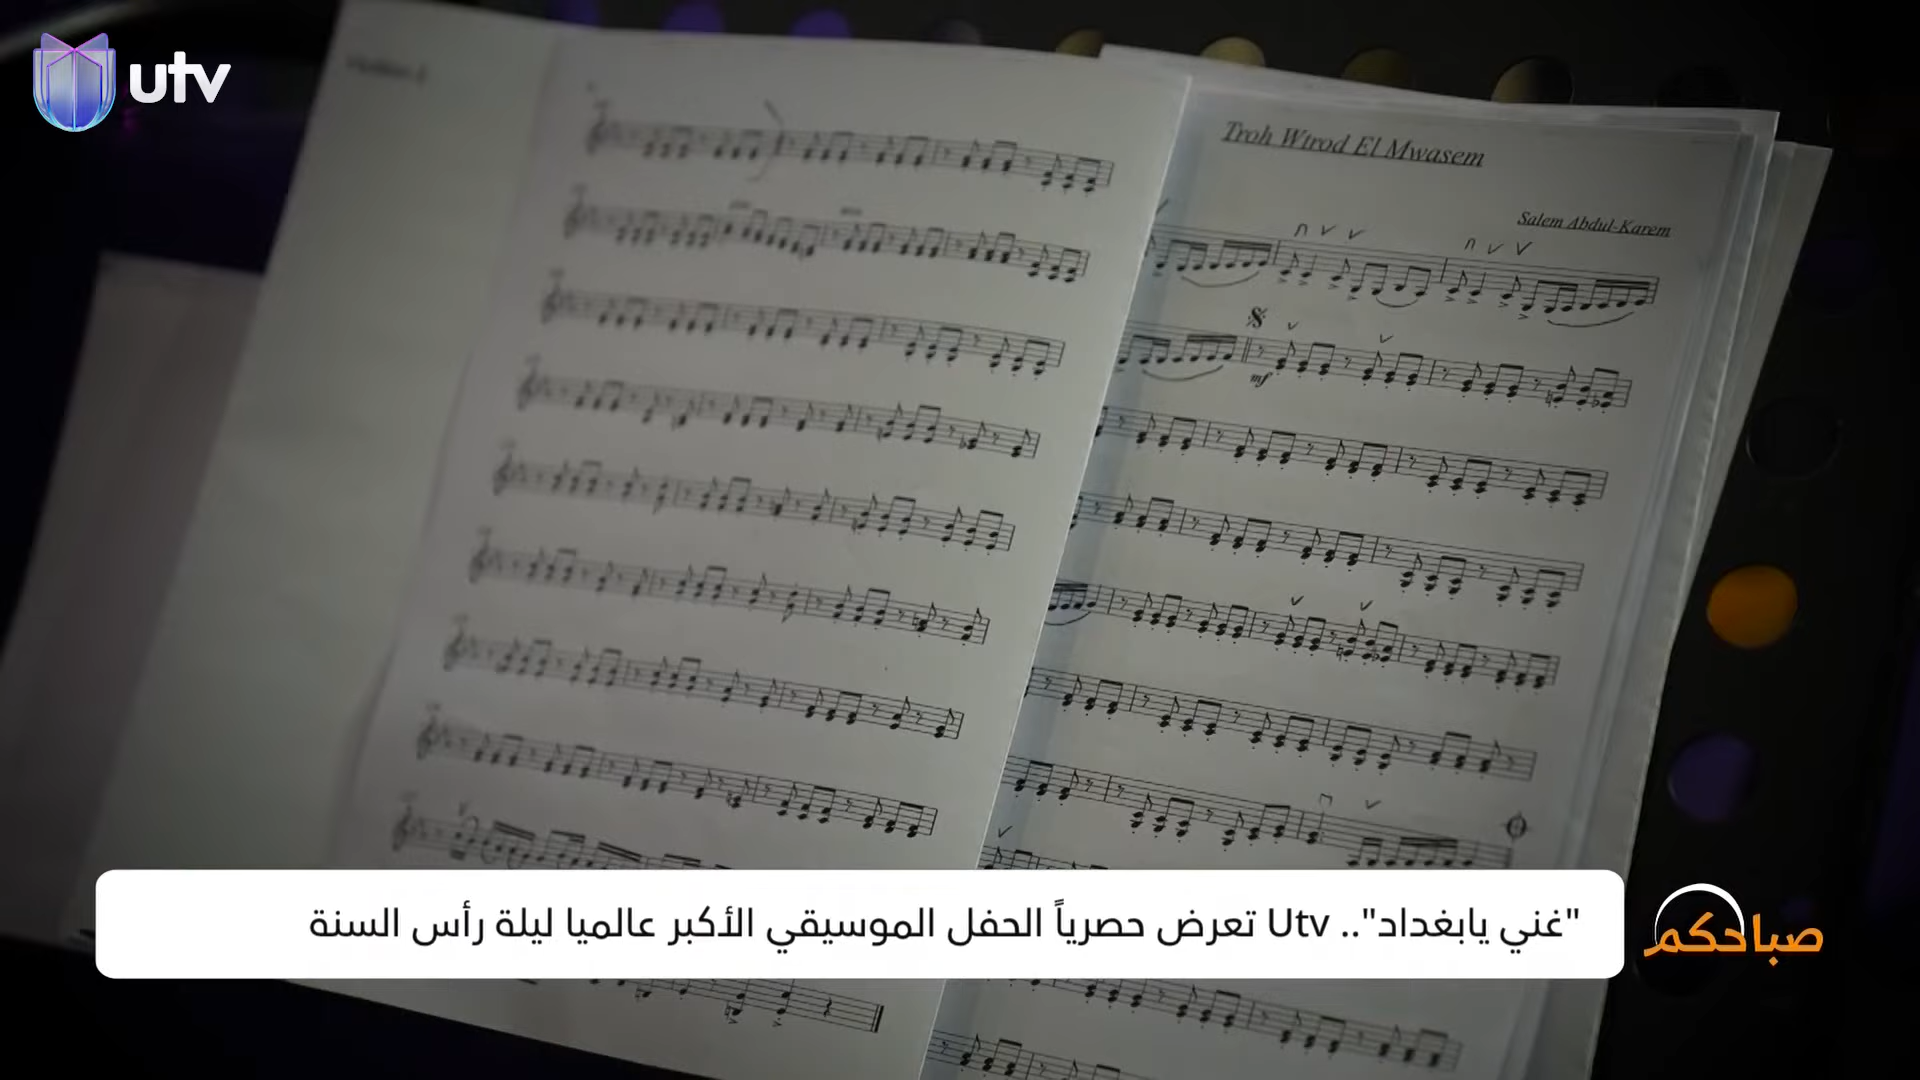 utv
Troh Wtrod El Mwasem
Salem Abdul-Karem
mf
"غني يابغداد".. Utv تعرض حصرياً الحفل الموسيقي الأكبر عالميا ليلة رأس السنة
صباحكم